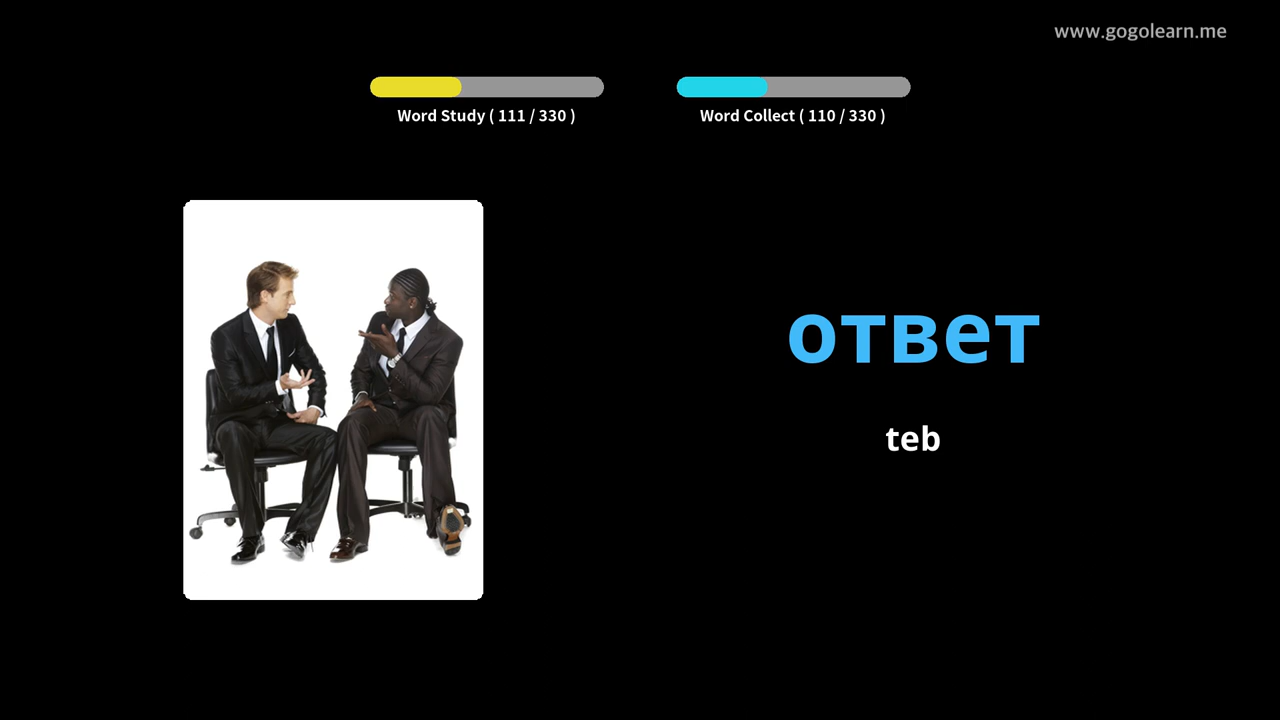 www.gogolearn.me
Word Study ( 111 / 330 )
Word Collect ( 110 / 330 )
ответ
teb